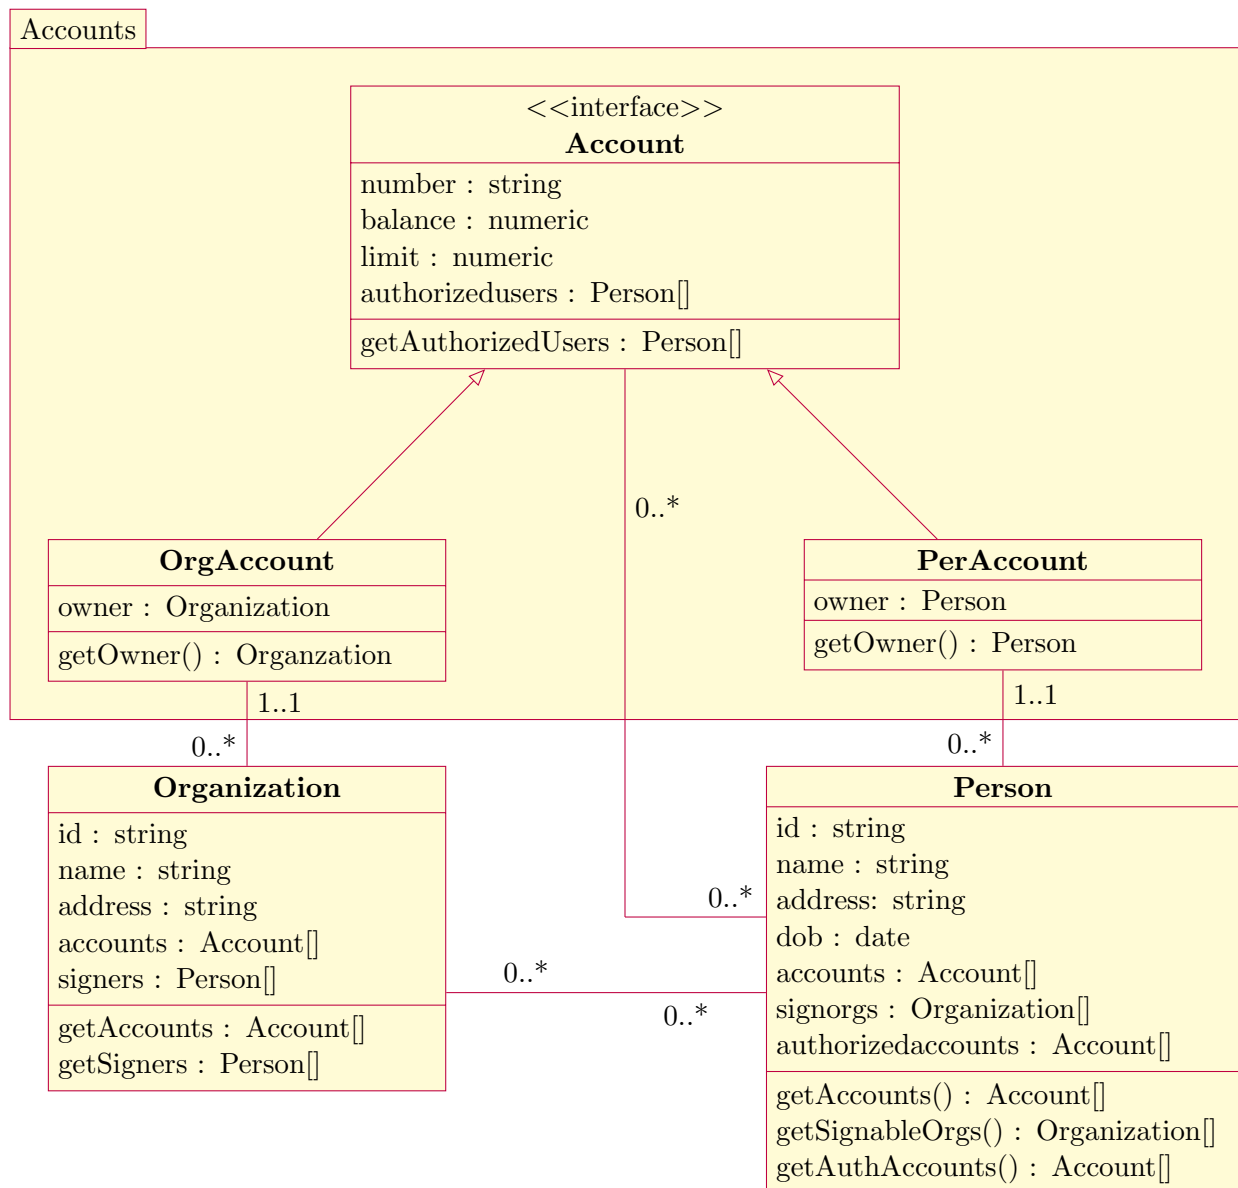 Accounts
<<interface>>
Account
number : string
balance : numeric
limit : numeric
authorizedusers : Person[]
getAuthorizedUsers : Person[]
0..*
OrgAccount
owner : Organization
getOwner() : Organzation
1..1
0..*
PerAccount
owner : Person
getOwner() : Person
1..1
0..*
Organization
id : string
name : string
address : string
accounts : Account[]
signers : Person[]
getAccounts : Account[]
getSigners : Person[]
0..*
0..*
0..*
Person
id : string
name : string
address: string
dob : date
accounts : Account[]
signorgs : Organization[]
authorizedaccounts : Account[]
getAccounts() : Account[]
getSignableOrgs() : Organization[]
getAuthAccounts() : Account[]